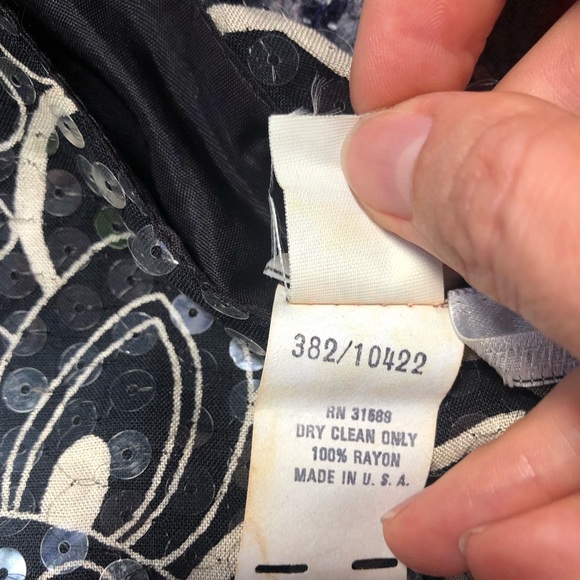 382/10422
RN 31589
DRY CLEAN ONLY
100% RAYON
MADE IN U. S. A.